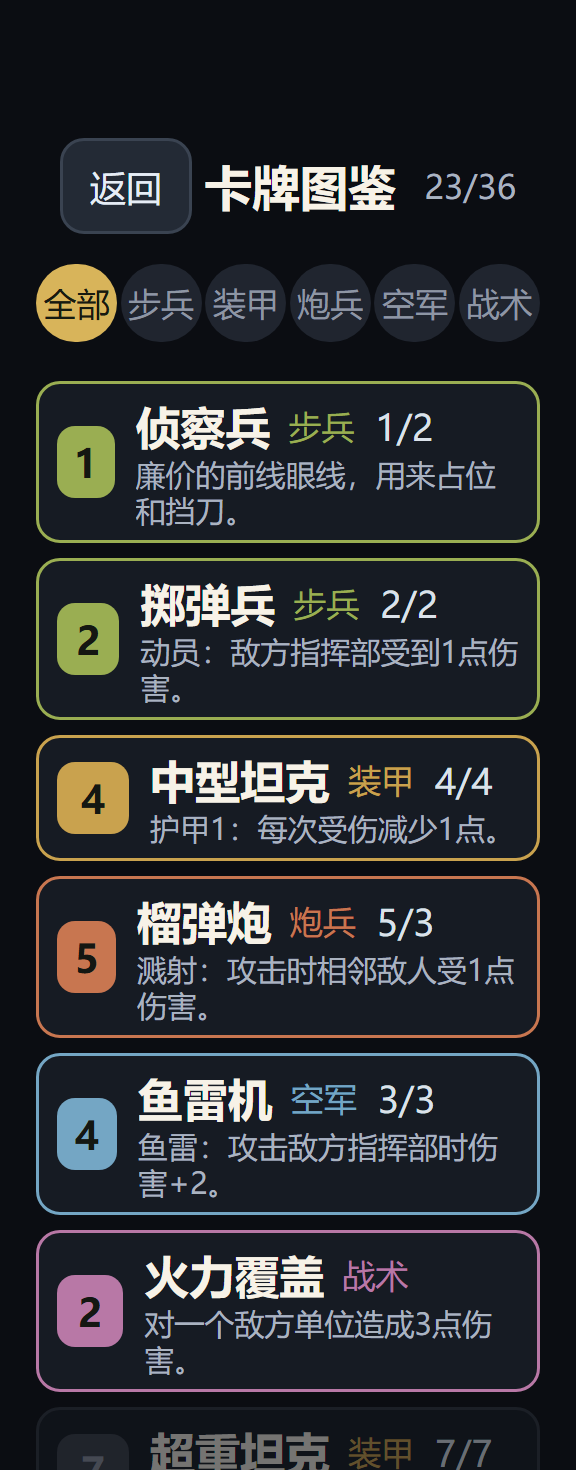 返回 卡牌图鉴 23/36
全部 步兵 装甲 炮兵 空军 战术
1 侦察兵 步兵 1/2
廉价的前线眼线，用来占位
和挡刀。
2 掷弹兵 步兵 2/2
动员：敌方指挥部受到1点伤
害。
4 中型坦克 装甲 4/4
护甲1：每次受伤减少1点。
5 榴弹炮 炮兵 5/3
溅射：攻击时相邻敌人受1点
伤害。
4 鱼雷机 空军 3/3
鱼雷：攻击敌方指挥部时伤
害+2。
2 火力覆盖 战术
对一个敌方单位造成3点伤
害。
7 超重坦克 装甲 7/7